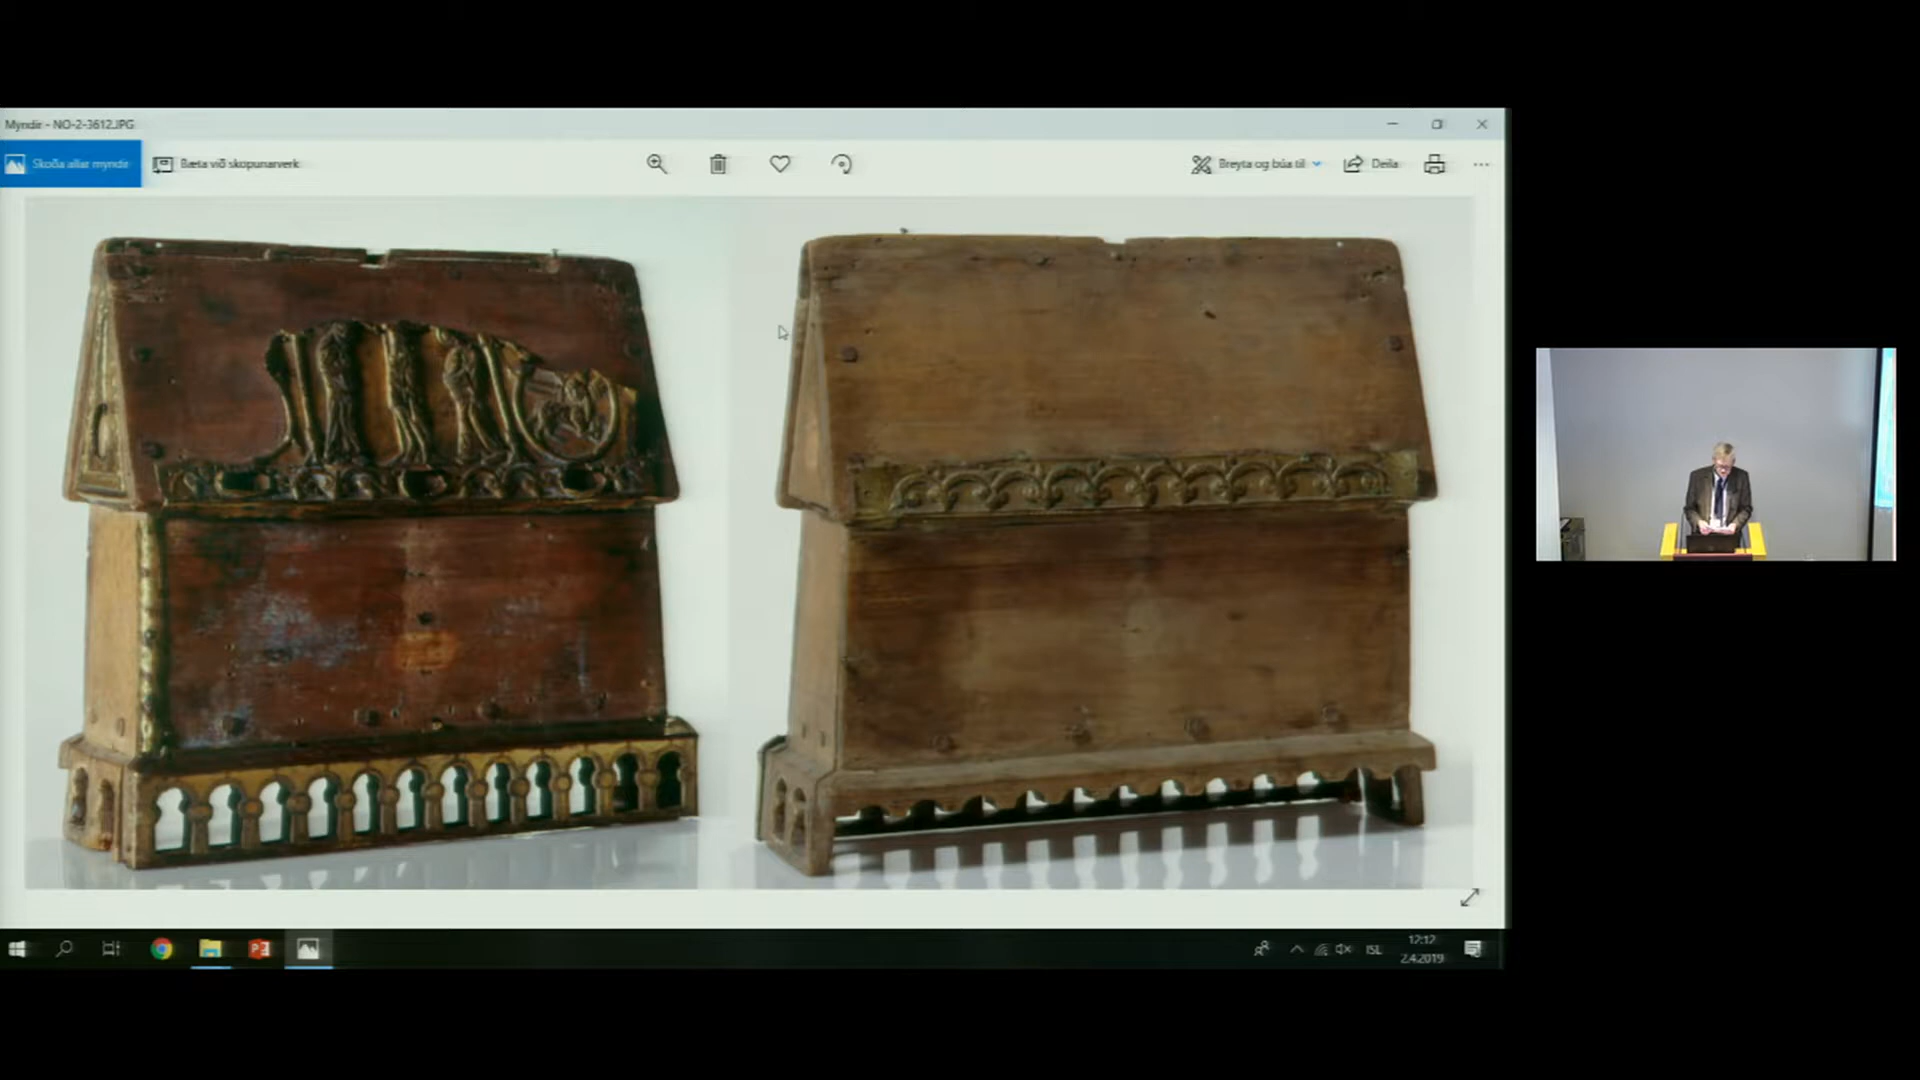 Myndir - NO-2-3612.JPG
Skoða allar myndir
Bæta við sköpunarverk
Breyta og búa til
Deila
ISL
12:12
2.4.2019